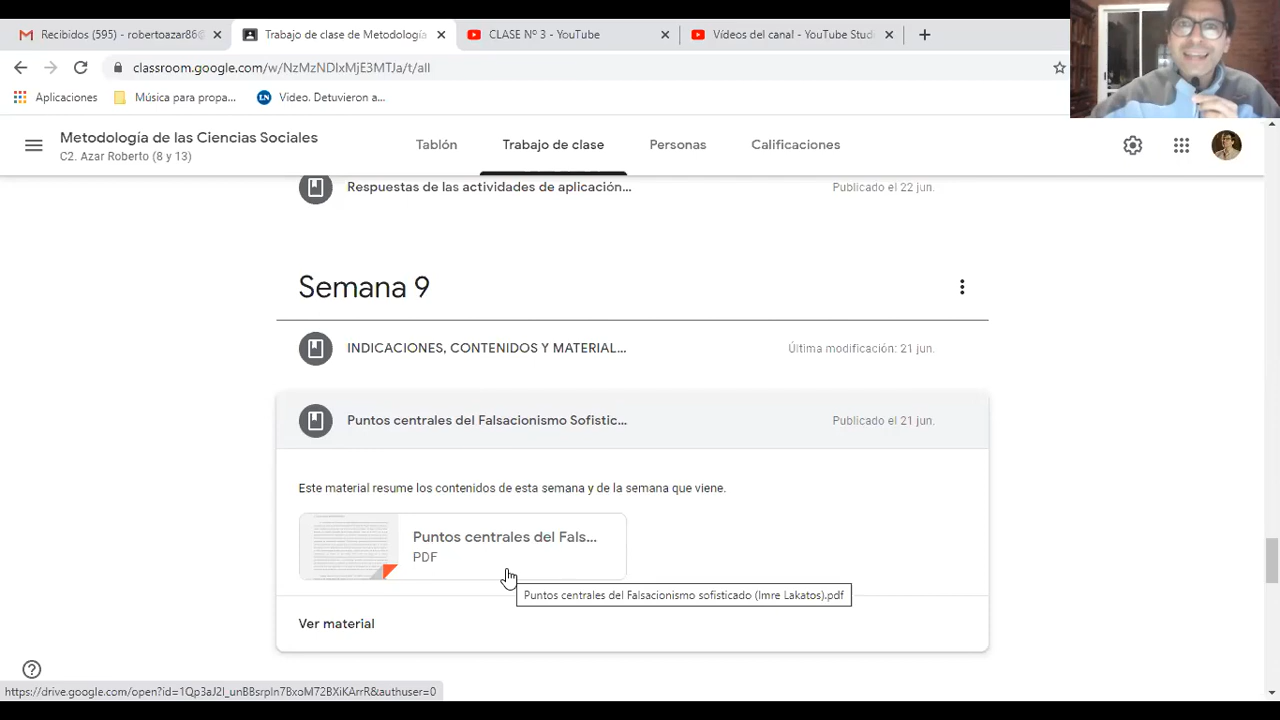 Recibidos (595) - robertoazar86@
Trabajo de clase de Metodología
CLASE Nº 3 - YouTube
Vídeos del canal - YouTube Stud
classroom.google.com/w/NzMzNDIxMjE3MTJa/t/all
Aplicaciones
Música para propa...
LN
Video. Detuvieron a...
Metodología de las Ciencias Sociales
C2. Azar Roberto (8 y 13)
Tablón
Trabajo de clase
Personas
Calificaciones
Respuestas de las actividades de aplicación...
Publicado el 22 jun.
Semana 9
INDICACIONES, CONTENIDOS Y MATERIAL...
Última modificación: 21 jun.
Puntos centrales del Falsacionismo Sofistic...
Publicado el 21 jun.
Este material resume los contenidos de esta semana y de la semana que viene.
Puntos centrales del Fals...
PDF
Puntos centrales del Falsacionismo sofisticado (Imre Lakatos).pdf
Ver material
https://drive.google.com/open?id=1Qp3aJ2l_unBBsrpln7BxoM72BXiKArrR&authuser=0